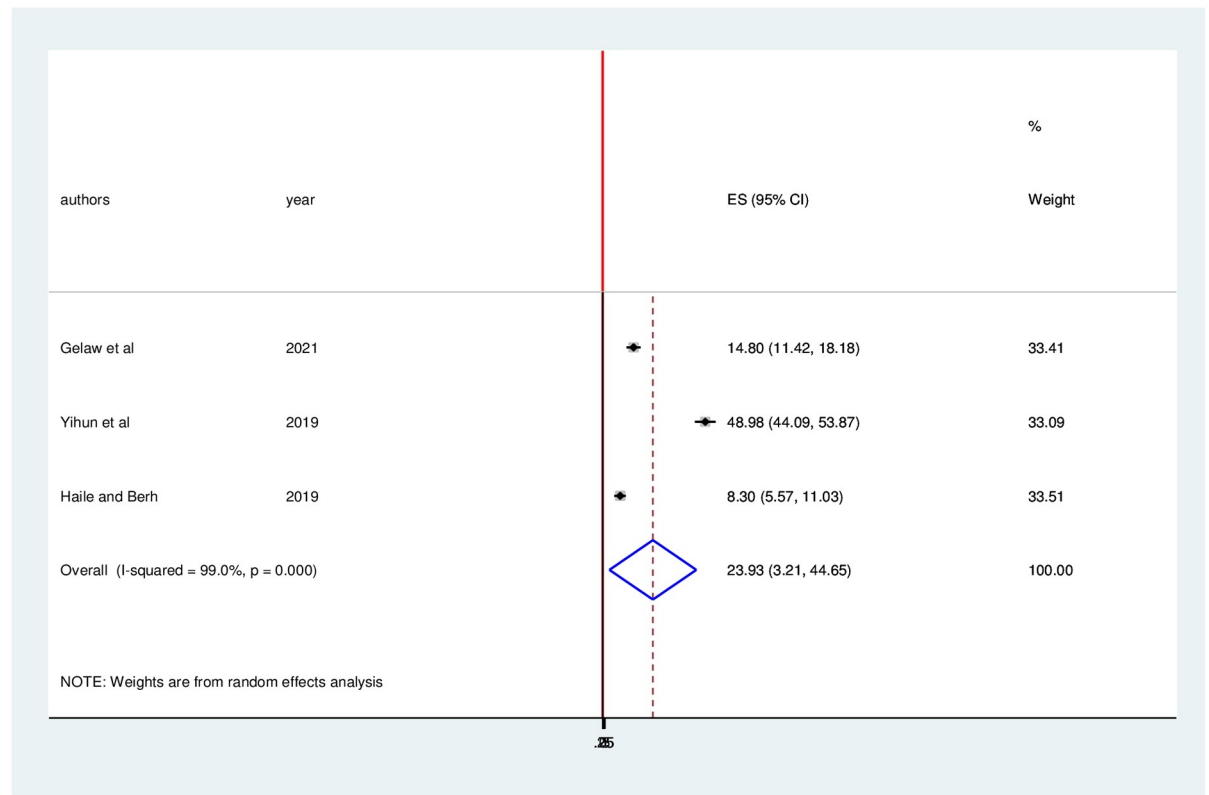 %
authors year ES (95% CI) Weight
Gelaw et al 2021 14.80 (11.42, 18.18) 33.41
Yihun et al 2019 48.98 (44.09, 53.87) 33.09
Haile and Berh 2019 8.30 (5.57, 11.03) 33.51
Overall (I-squared = 99.0%, p = 0.000) 23.93 (3.21, 44.65) 100.00
NOTE: Weights are from random effects analysis